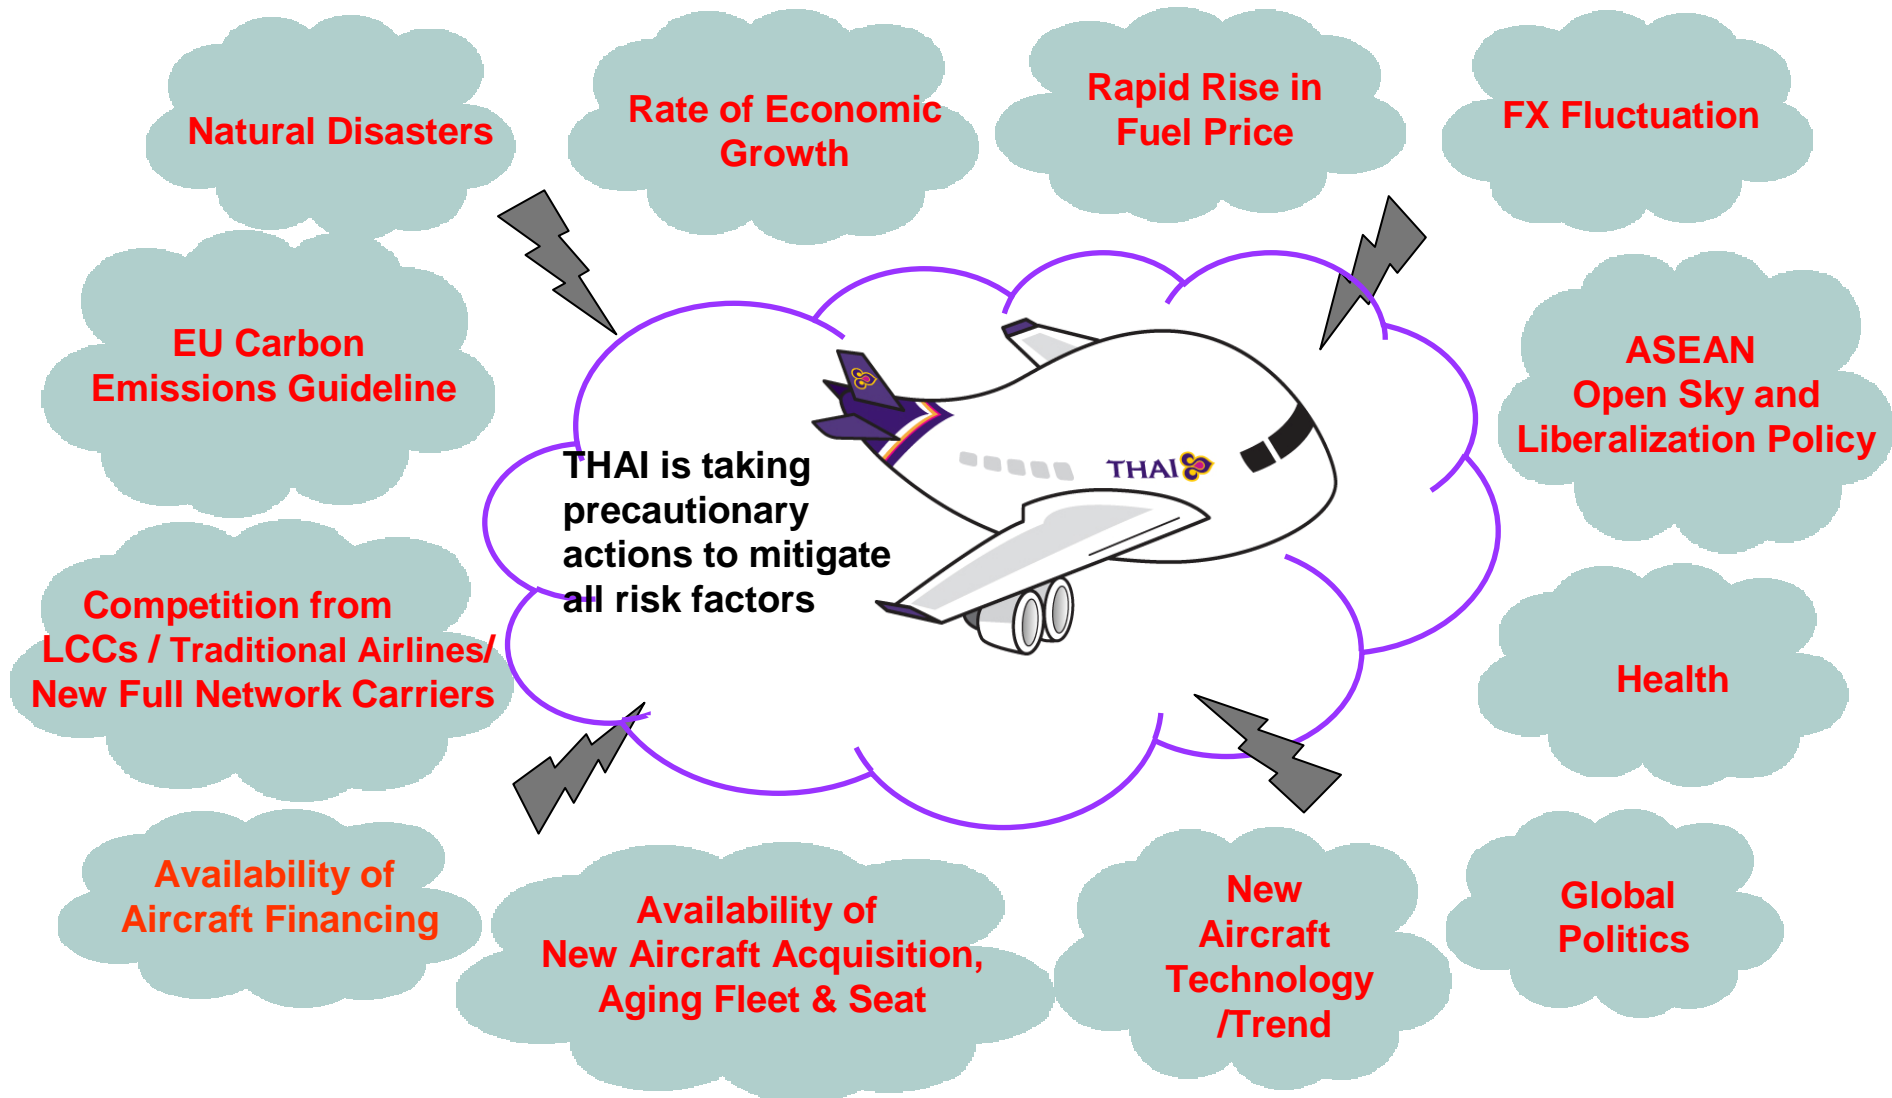 Natural Disasters
Rate of Economic
Growth
Rapid Rise in
Fuel Price
FX Fluctuation
EU Carbon
Emissions Guideline
ASEAN
Open Sky and
Liberalization Policy
THAI is taking
precautionary
actions to mitigate
all risk factors
THAI
Competition from
LCCs / Traditional Airlines/
New Full Network Carriers
Health
Availability of
Aircraft Financing
Availability of
New Aircraft Acquisition,
Aging Fleet & Seat
New
Aircraft
Technology
/Trend
Global
Politics